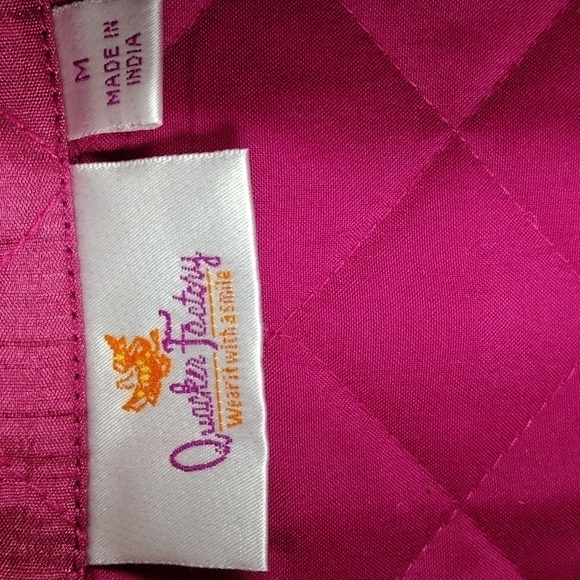 M
MADE IN
INDIA
Quacker Factory
Wear it with a smile